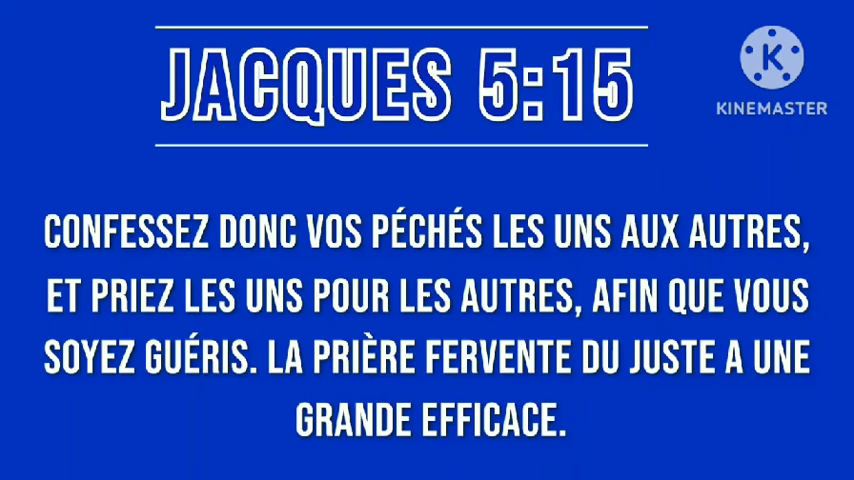 JACQUES 5:15
K
KINEMASTER
CONFESSEZ DONC VOS PÉCHÉS LES UNS AUX AUTRES,
ET PRIEZ LES UNS POUR LES AUTRES, AFIN QUE VOUS
SOYEZ GUÉRIS. LA PRIÈRE FERVENTE DU JUSTE A UNE
GRANDE EFFICACE.